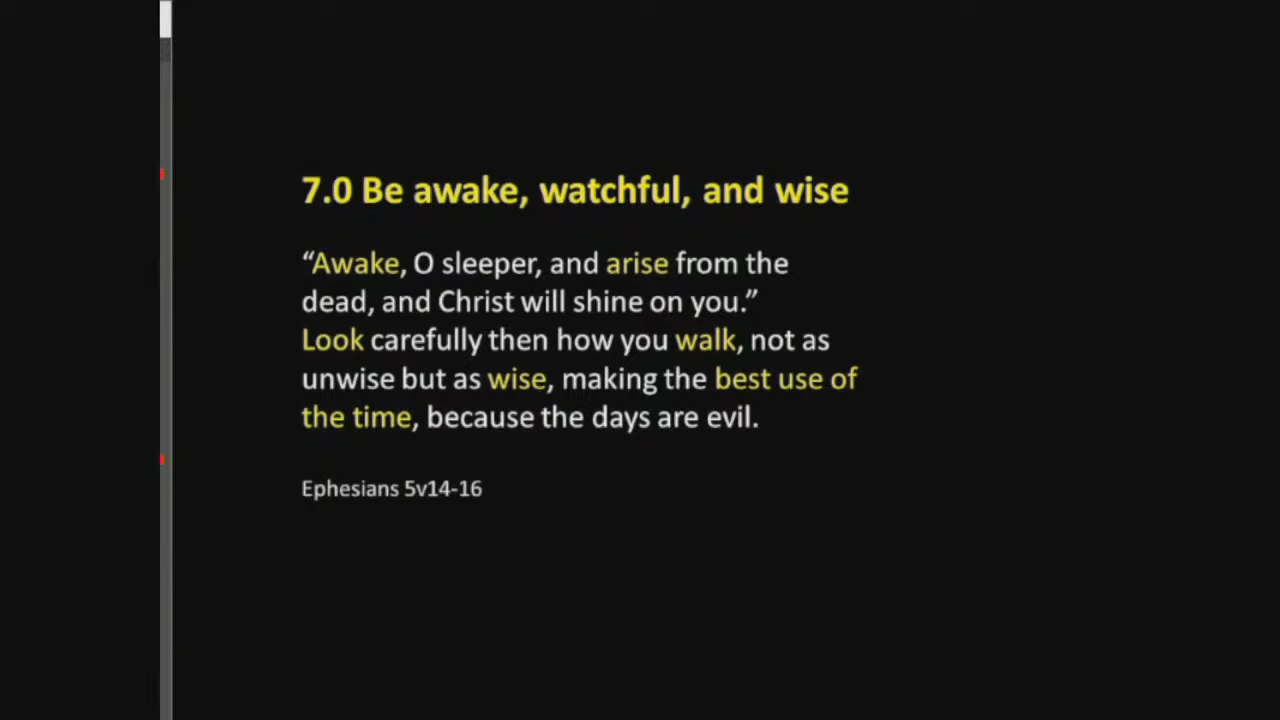 7.0 Be awake, watchful, and wise
“Awake, O sleeper, and arise from the
dead, and Christ will shine on you.”
Look carefully then how you walk, not as
unwise but as wise, making the best use of
the time, because the days are evil.
Ephesians 5v14-16